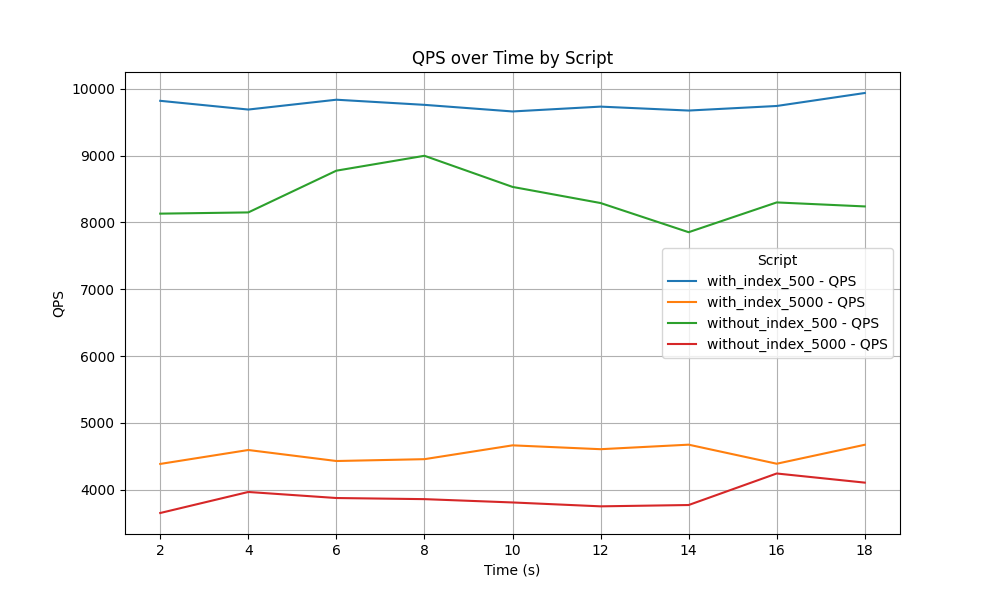 QPS over Time by Script
10000
9000
8000
7000
6000
5000
4000
QPS
Script
with_index_500 - QPS
with_index_5000 - QPS
without_index_500 - QPS
without_index_5000 - QPS
2 4 6 8 10 12 14 16 18
Time (s)